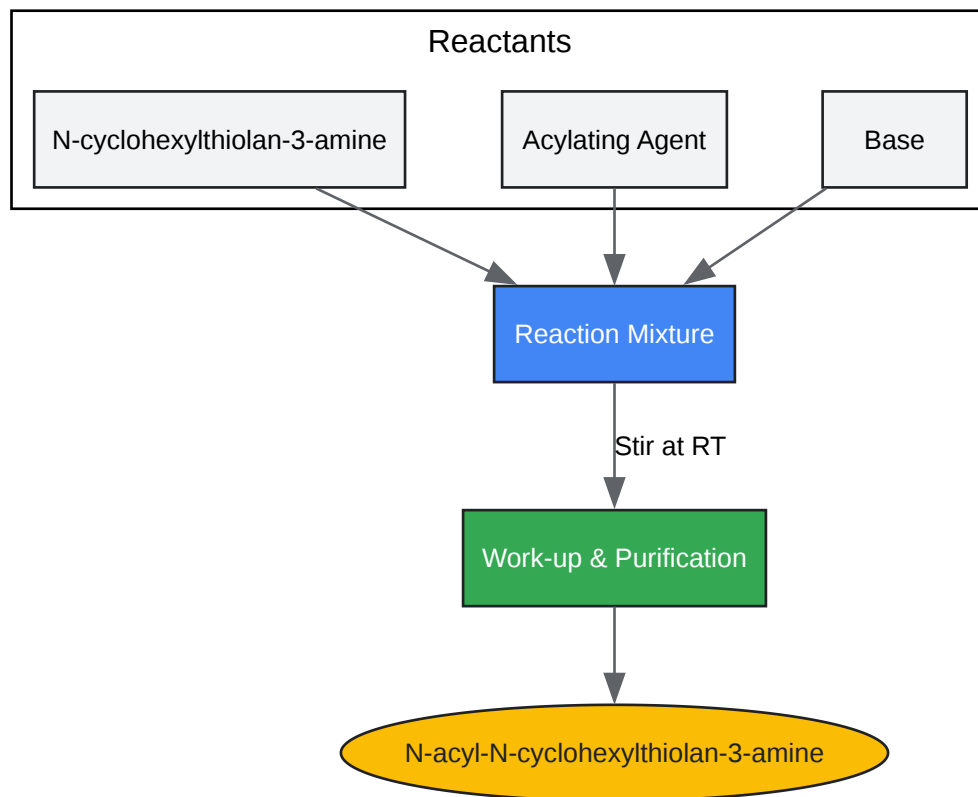 Reactants
N-cyclohexylthiolan-3-amine
Acylating Agent
Base
Reaction Mixture
Stir at RT
Work-up & Purification
N-acyl-N-cyclohexylthiolan-3-amine